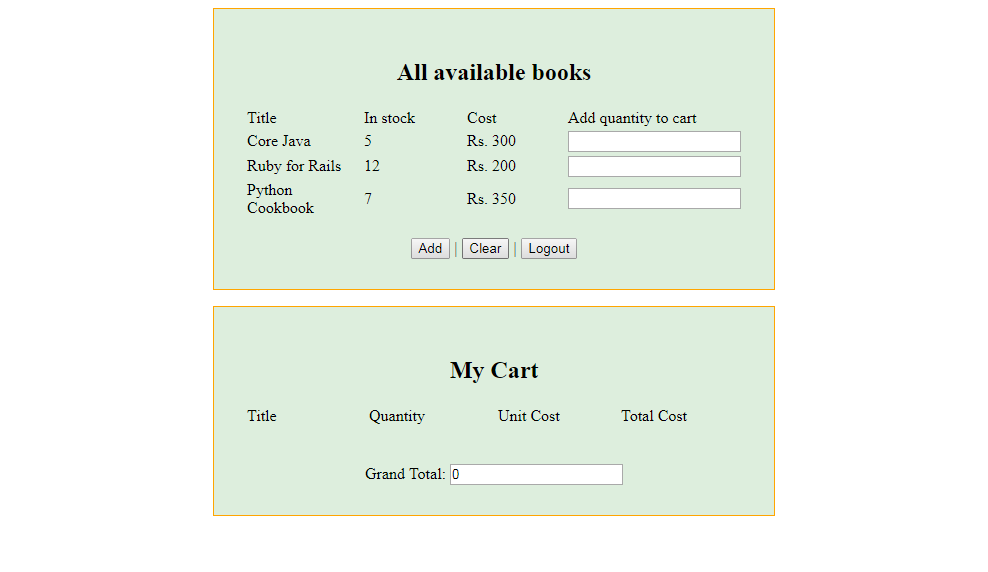 All available books
Title In stock Cost Add quantity to cart
Core Java 5 Rs. 300
Ruby for Rails 12 Rs. 200
Python
Cookbook 7 Rs. 350
Add | Clear | Logout
My Cart
Title Quantity Unit Cost Total Cost
Grand Total: 0